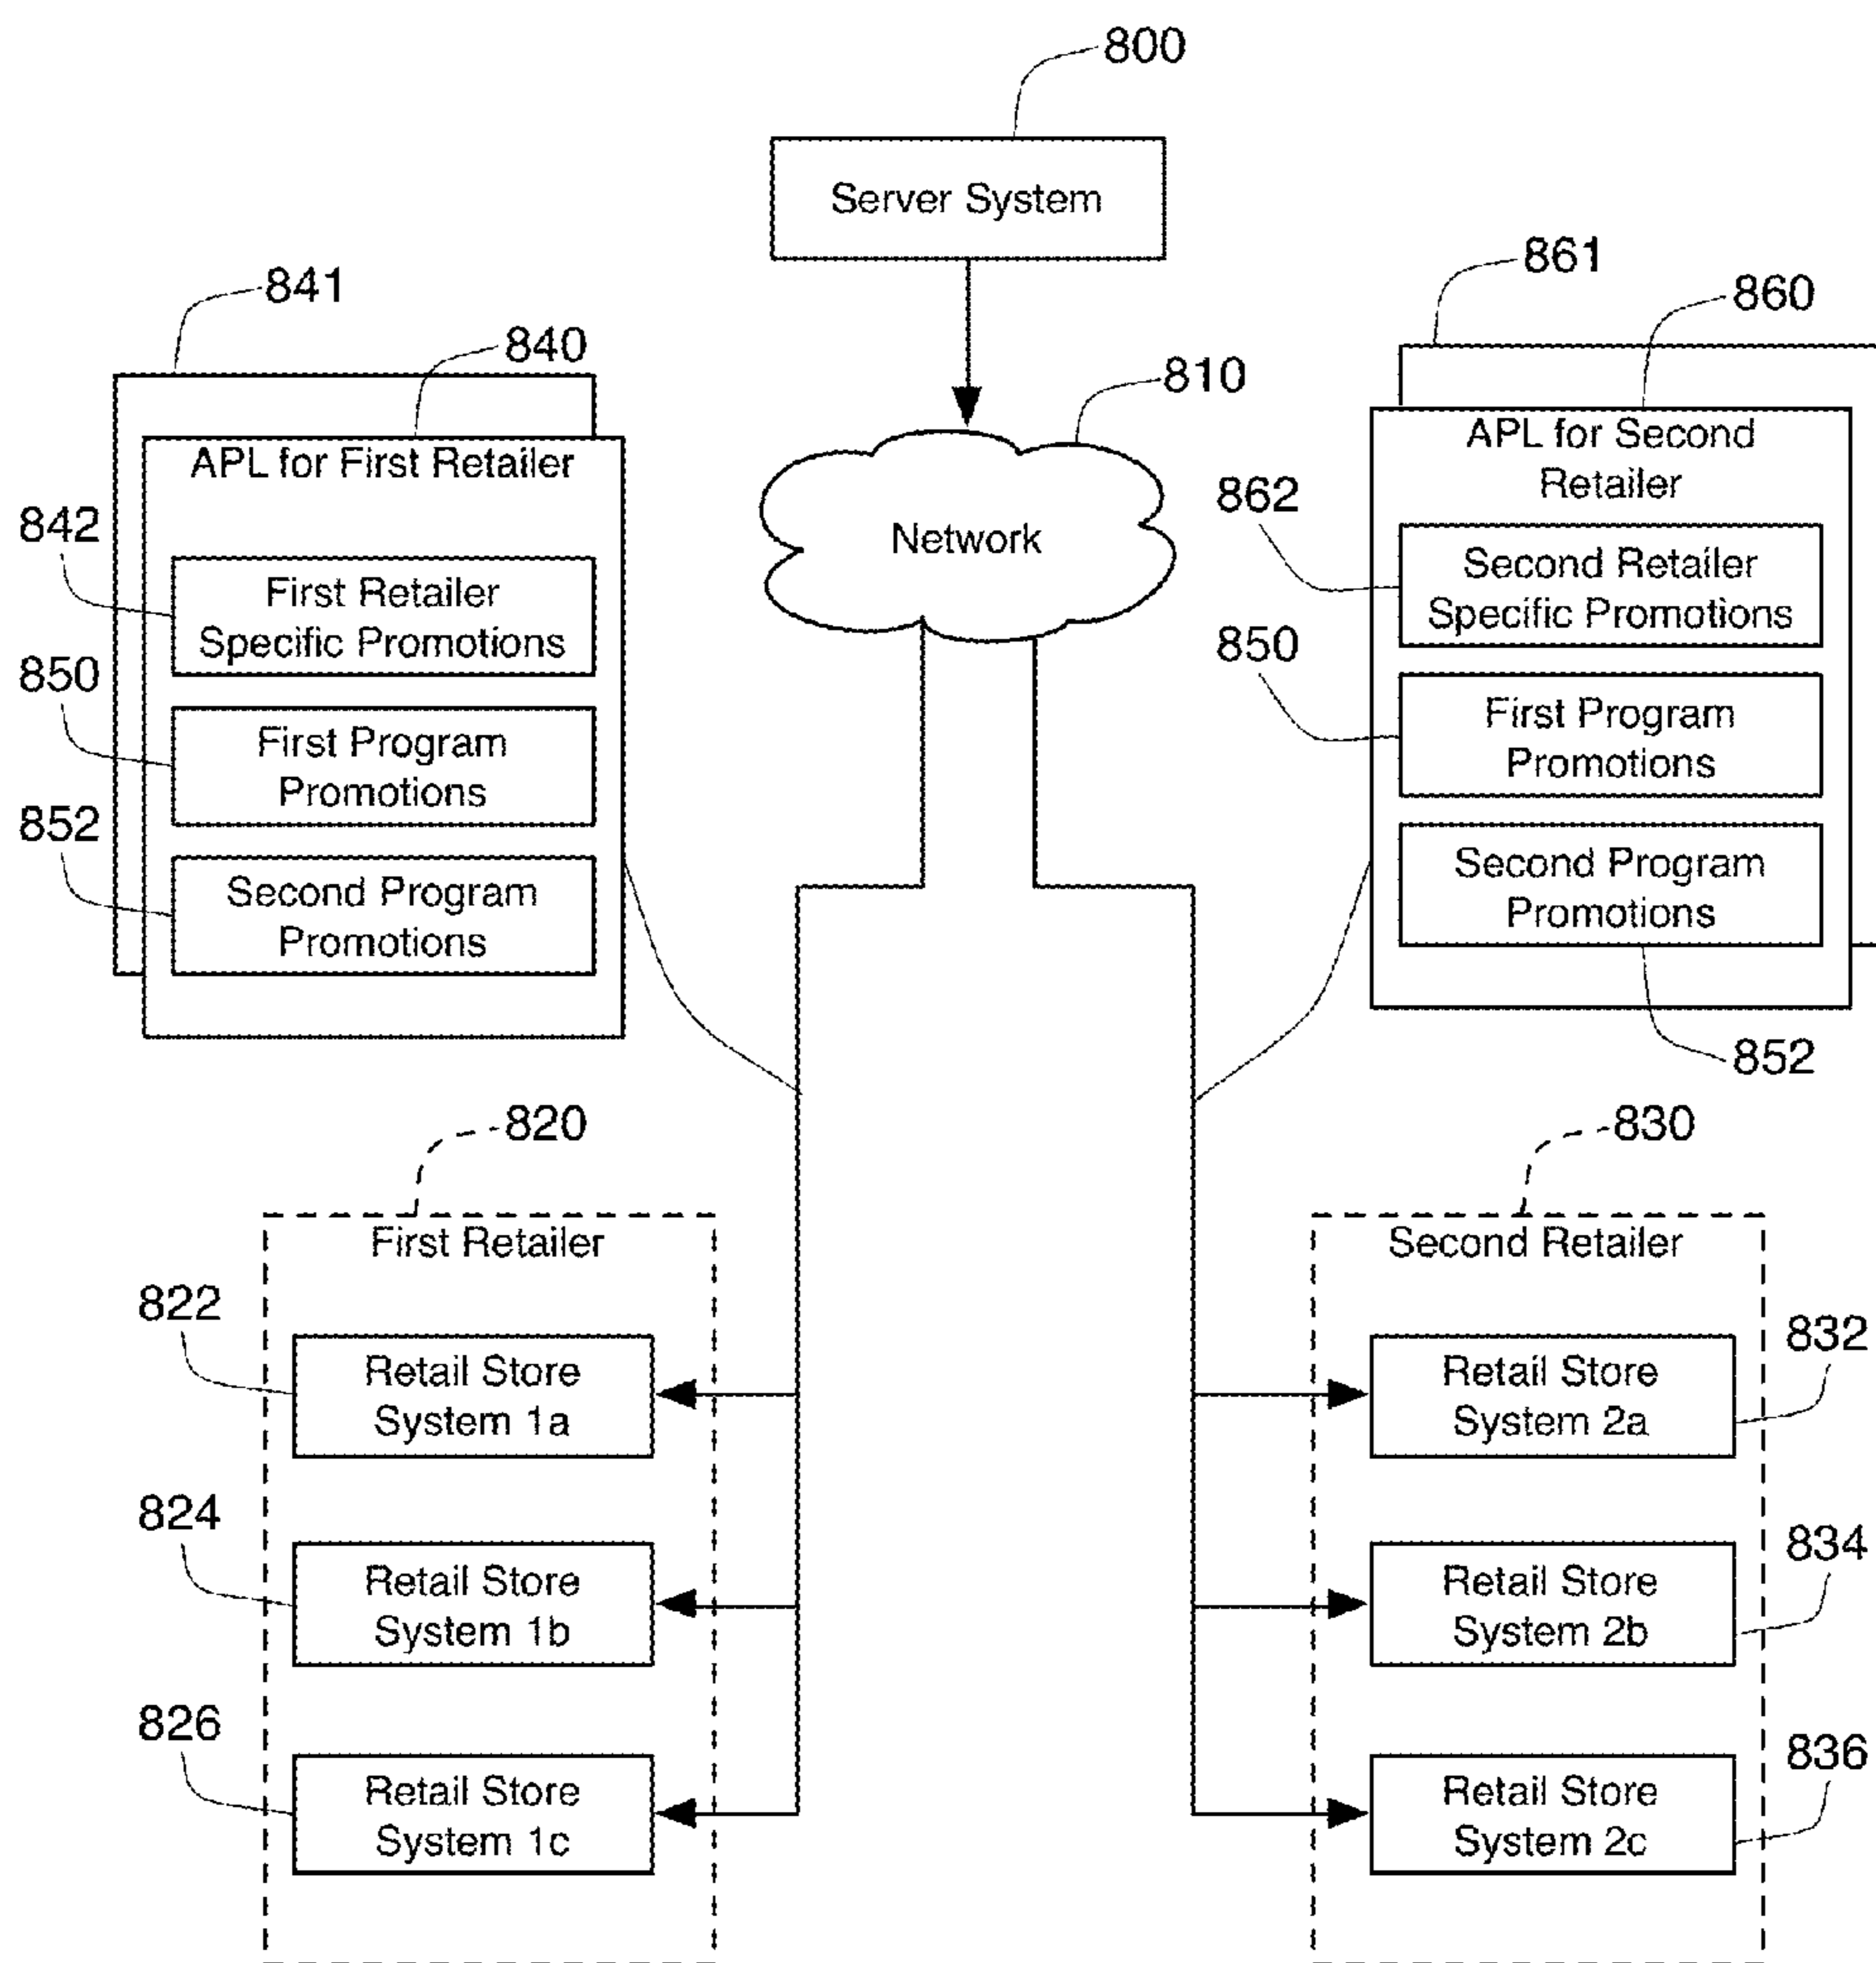 800
Server System
841
840
861
860
810
APL for First Retailer
APL for Second
Retailer
842
862
Network
First Retailer
Specific Promotions
Second Retailer
Specific Promotions
850
850
First Program
Promotions
First Program
Promotions
852
Second Program
Promotions
Second Program
Promotions
852
820
830
First Retailer
Second Retailer
822
832
Retail Store
System 1a
Retail Store
System 2a
824
834
Retail Store
System 1b
Retail Store
System 2b
826
836
Retail Store
System 1c
Retail Store
System 2c